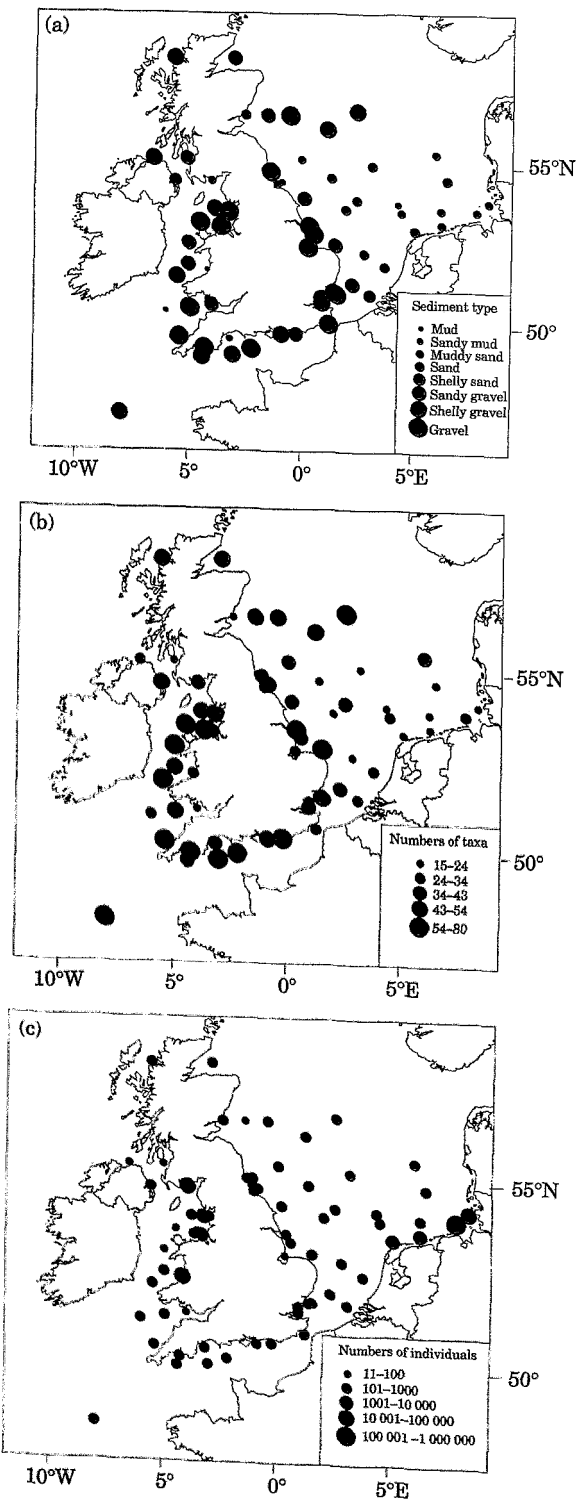 (a)
55°N
50°
Sediment type
Mud
Sandy mud
Muddy sand
Sand
Shelly sand
Sandy gravel
Shelly gravel
Gravel
10°W
5°
0°
5°E
(b)
55°N
50°
Numbers of taxa
15–24
24–34
34–43
43–54
54–80
10°W
5°
0°
5°E
(c)
55°N
50°
Numbers of individuals
11–100
101–1000
1001–10 000
10 001–100 000
100 001–1 000 000
10°W
5°
0°
5°E